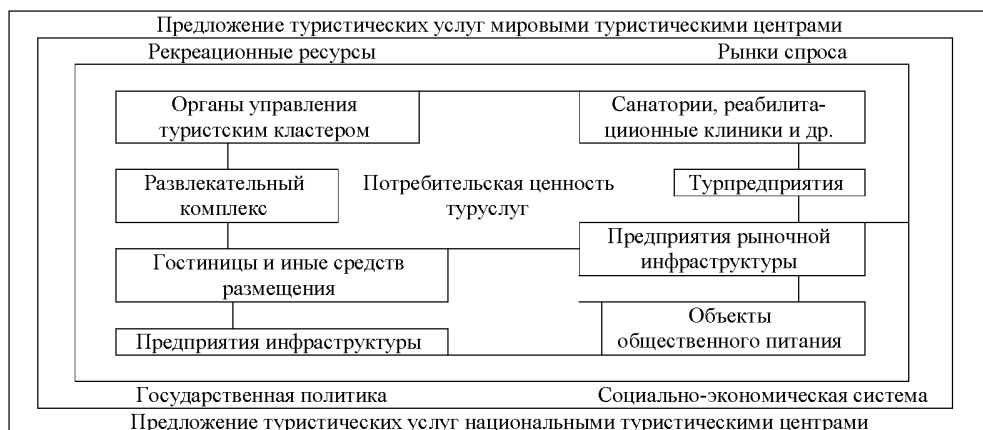 Предложение туристических услуг мировыми туристическими центрами
Рекреационные ресурсы
Рынки спроса
Органы управления
туристским кластером
Санатории, реабилита-
циионные клиники и др.
Развлекательный
комплекс
Потребительская ценность
туруслуг
Турпредприятия
Гостиницы и иные средств
размещения
Предприятия рыночной
инфраструктуры
Предприятия инфраструктуры
Объекты
общественного питания
Государственная политика
Социально-экономическая система
Предложение туристических услуг национальными туристическими центрами